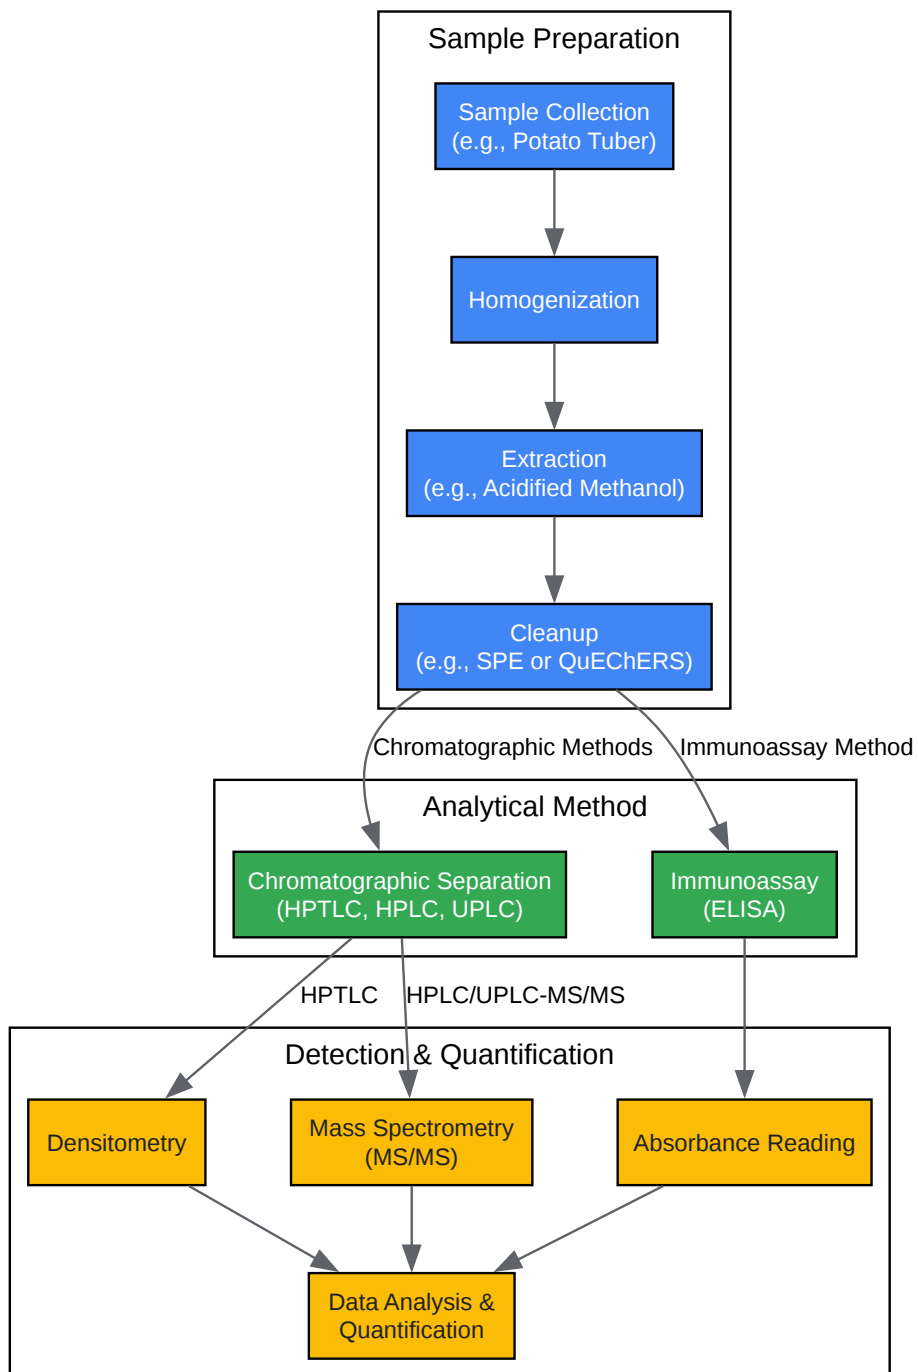 Sample Preparation
Sample Collection
(e.g., Potato Tuber)
Homogenization
Extraction
(e.g., Acidified Methanol)
Cleanup
(e.g., SPE or QuEChERS)
Chromatographic Methods
Immunoassay Method
Analytical Method
Chromatographic Separation
(HPTLC, HPLC, UPLC)
Immunoassay
(ELISA)
HPTLC
HPLC/UPLC-MS/MS
Detection & Quantification
Densitometry
Mass Spectrometry
(MS/MS)
Absorbance Reading
Data Analysis &
Quantification